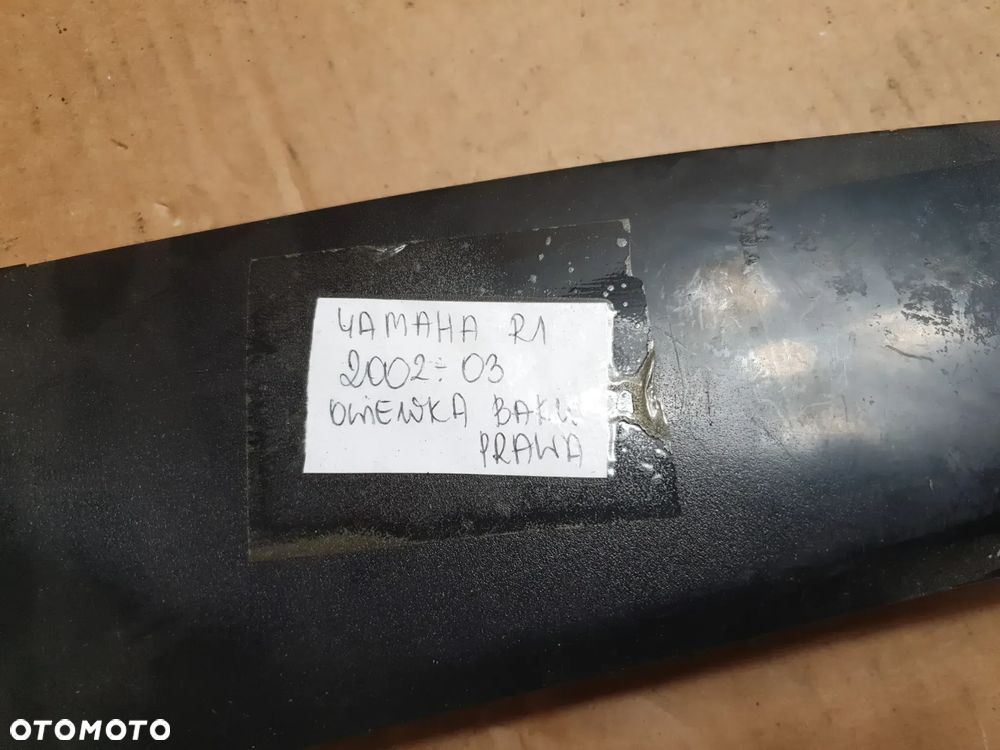 YAMAHA R1
2002÷03
OWIEWKA BAKU
PRAWA
OTOMOTO